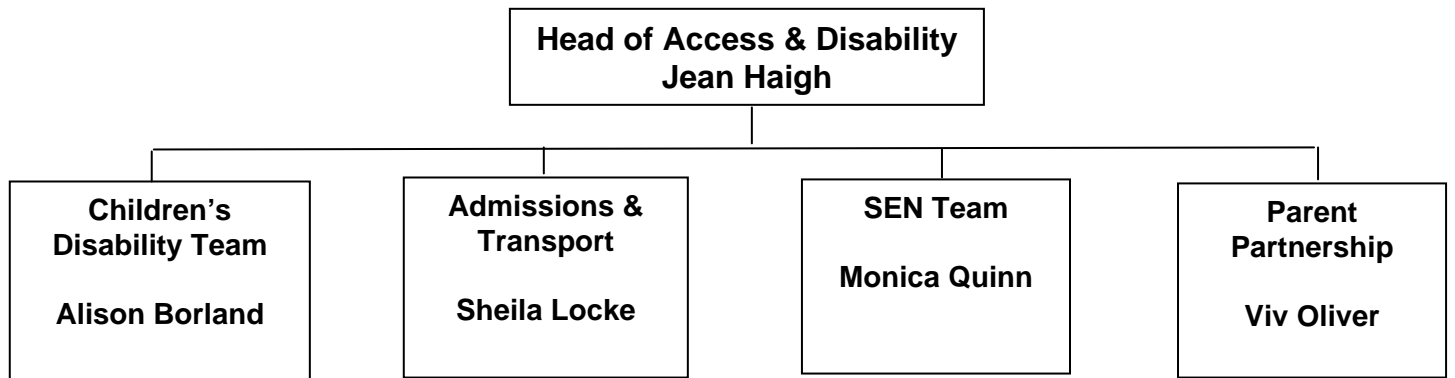 Head of Access & Disability
Jean Haigh
Children’s
Disability Team
Alison Borland
Admissions &
Transport
Sheila Locke
SEN Team
Monica Quinn
Parent
Partnership
Viv Oliver